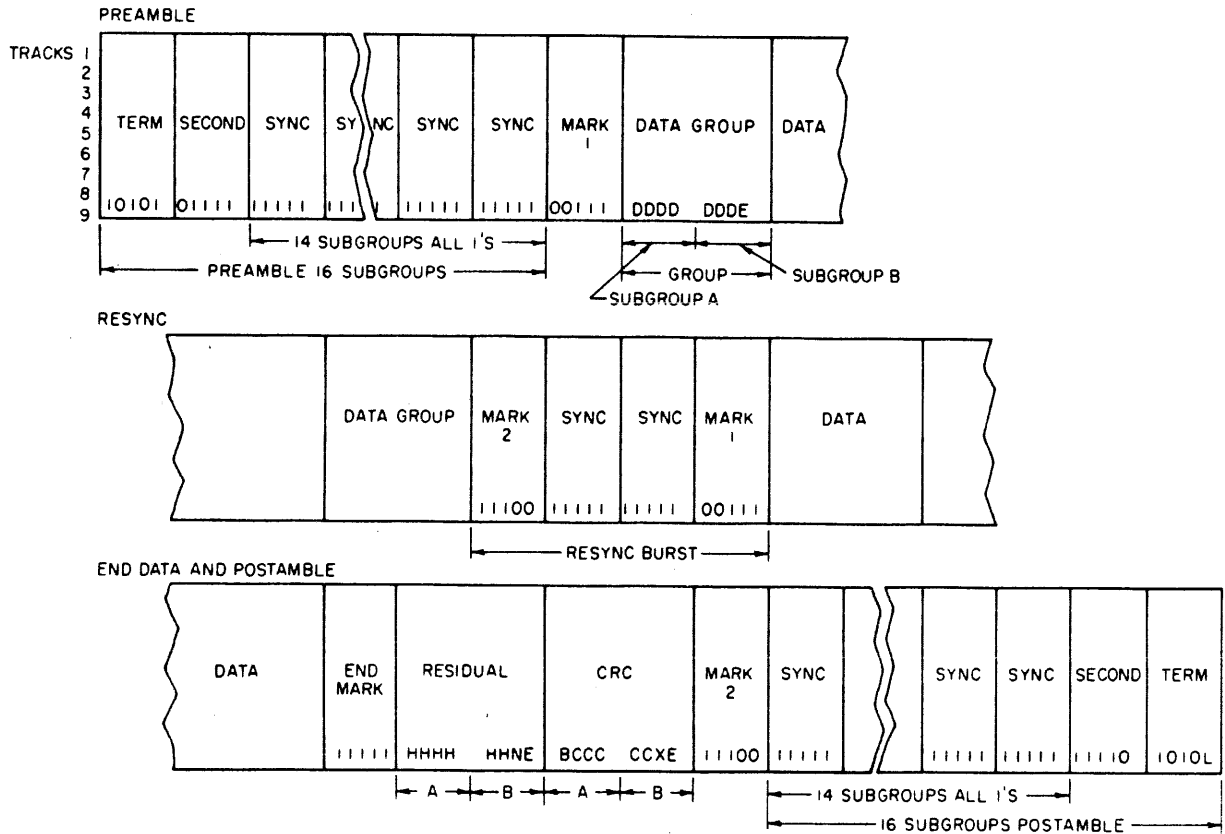 PREAMBLE
TRACKS 1
2
3
4
5
6
7
8
9
TERM SECOND SYNC SYNC SYNC SYNC MARK 1 DATA GROUP DATA
10101 01111 11111 111 1 11111 11111 00111 DDDD DDDE
14 SUBGROUPS ALL 1'S
PREAMBLE 16 SUBGROUPS
GROUP
SUBGROUP A
SUBGROUP B
RESYNC
DATA GROUP MARK 2 SYNC SYNC MARK 1 DATA
11100 11111 11111 00111
RESYNC BURST
END DATA AND POSTAMBLE
DATA END MARK RESIDUAL CRC MARK 2 SYNC SYNC SYNC SECOND TERM
11111 HHHH HHNE BCCC CCXE 11100 11111 11111 11111 11110 1010L
A B A B
14 SUBGROUPS ALL 1'S
16 SUBGROUPS POSTAMBLE